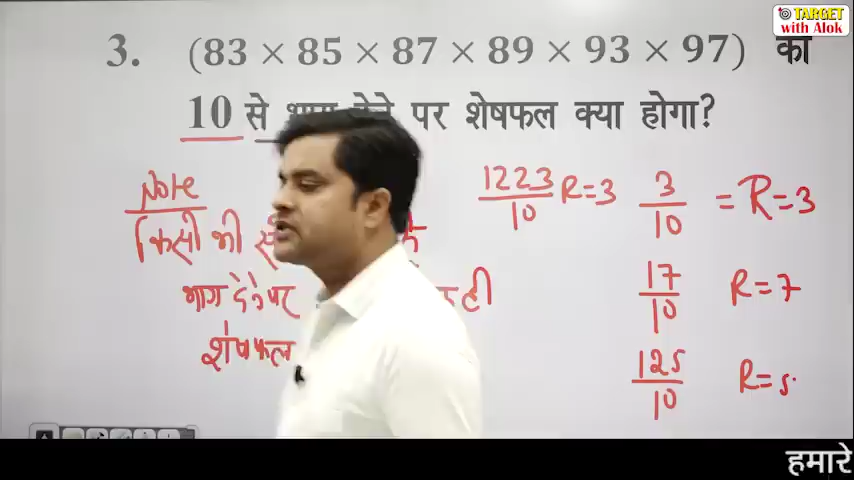 TARGET
with Alok
3. (83 × 85 × 87 × 89 × 93 × 97) का
10 से भाग देने पर शेषफल क्या होगा?
Note
किसी भी
भाग देने पर
शेषफल
1223/10 R=3
3/10 = R=3
17/10 R=7
125/10 R=5
हमारे